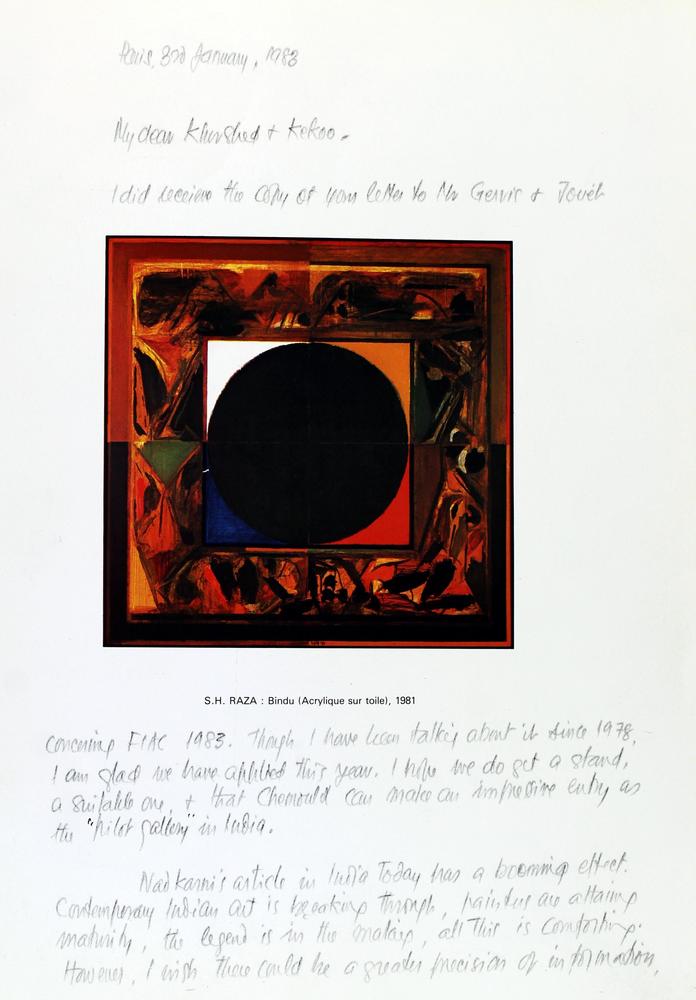 Paris, 3rd January, 1983
My dear Khurshed & Kekoo -
I did receive the copy of your letter to Mr Gervis & Jouët
S.H. RAZA : Bindu (Acrylique sur toile), 1981
concerning FIAC 1983. Though I have been talking about it since 1978,
I am glad we have applied this year. I hope we do get a stand,
a suitable one, & that Chemould can make an impressive entry as
the "pilot gallery" in India.
Nadkarni's article in India Today has a booming effect.
Contemporary Indian art is breaking through, painters are attaining
maturity, the legend is in the making, all this is comforting.
However, I wish there could be a greater precision of information,